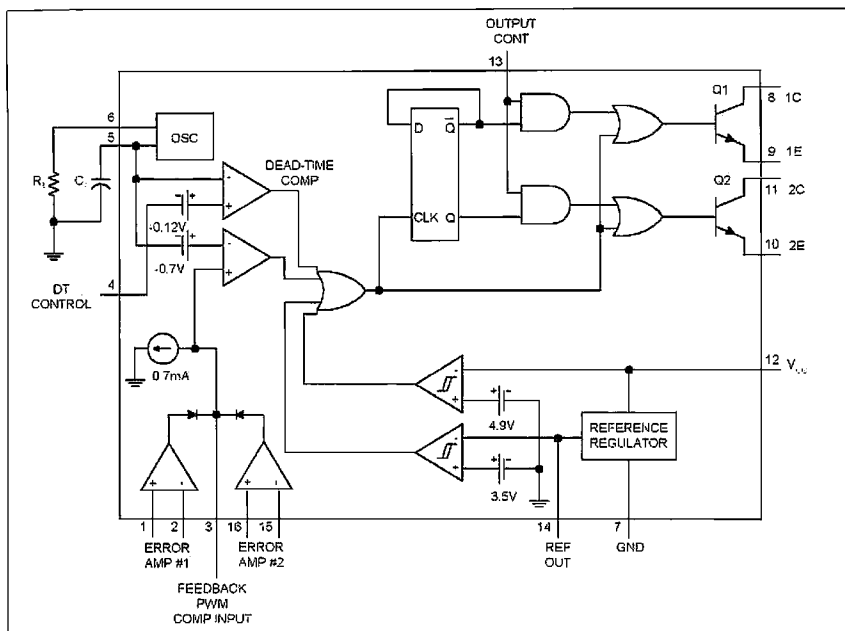 OUTPUT
CONT
13
Q1
8 1C
6
OSC
D Q
5
DEAD-TIME
COMP
9 1E
Q2
11 2C
CLK Q
-0.12V
-0.7V
10 2E
4
DT
CONTROL
12
0.7mA
4.9V
REFERENCE
REGULATOR
3.5V
1 2 3 16 15
14 7
ERROR
AMP #1
ERROR
AMP #2
REF
OUT
GND
FEEDBACK
PWM
COMP INPUT